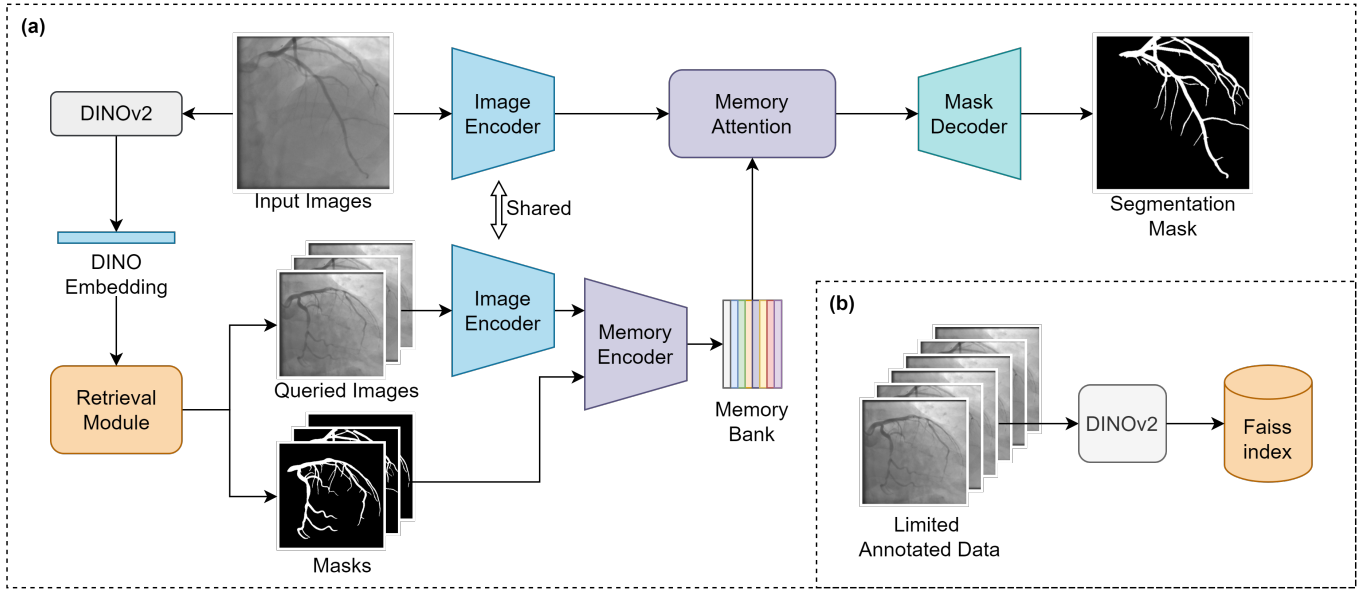 (a)
DINOv2
Input Images
Image
Encoder
Memory
Attention
Mask
Decoder
Segmentation
Mask
Shared
DINO
Embedding
Retrieval
Module
Queried Images
Image
Encoder
Memory
Encoder
Memory
Bank
Masks
(b)
Limited
Annotated Data
DINOv2
Faiss
index